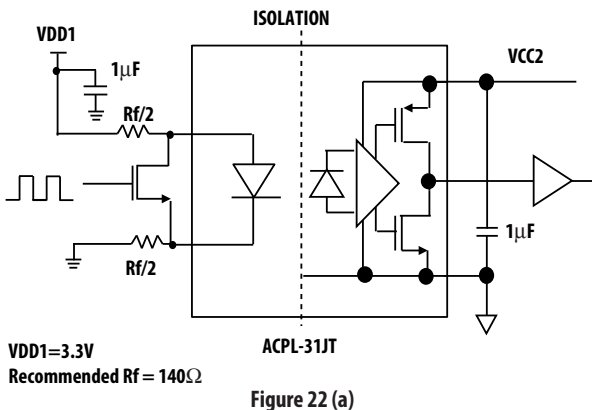 ISOLATION
VDD1
1μF
Rf/2
VCC2
1μF
Rf/2
ACPL-31JT
VDD1=3.3V
Recommended Rf = 140Ω
Figure 22 (a)